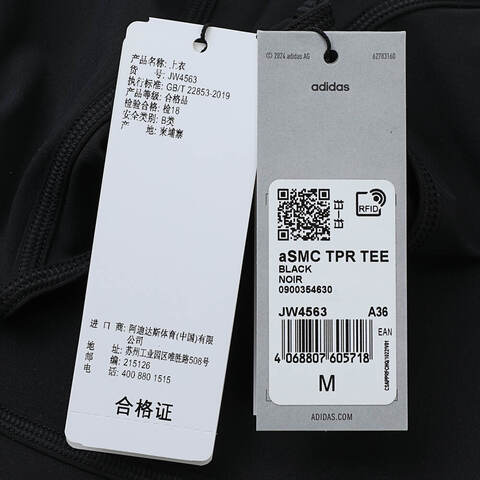 产品名称: 上衣
货 号: JW4563
执行标准: GB/T 22853-2019
产品等级: 合格品
检验合格: 检18
安全类别: B类
产 地: 柬埔寨
进 口 商: 阿迪达斯体育(中国)有限公司
地 址: 苏州工业园区唯胜路508号
邮 编: 215126
电 话: 400 880 1515
合格证
© 2024 adidas AG
62783160
adidas
RFID
aSMC TPR TEE
BLACK
NOIR
0900354630
JW4563 A36
EAN
4 068807 605718
M
ADIDAS.COM